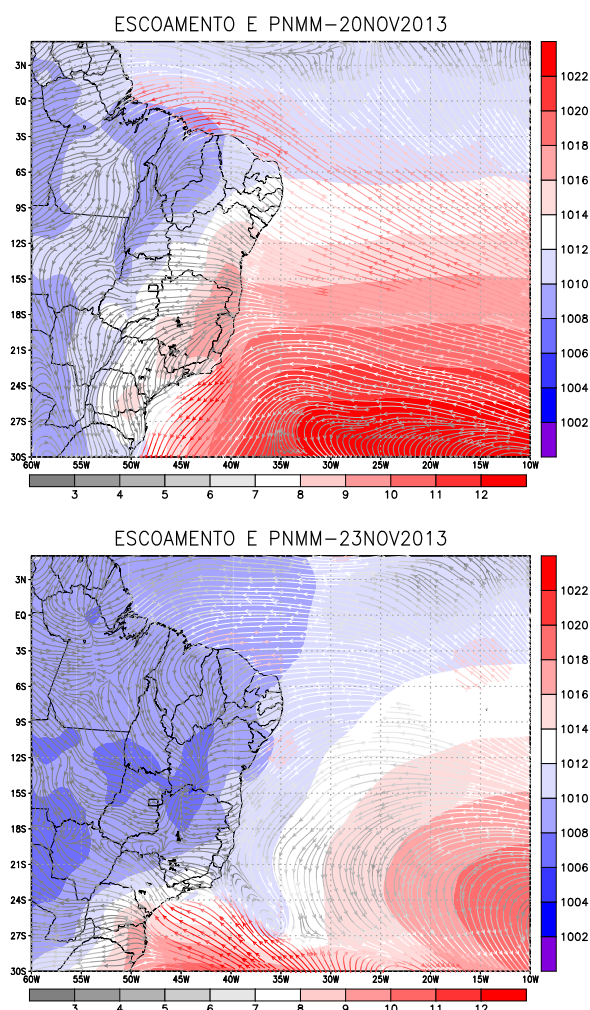 ESCOAMENTO E PNMM-20NOV2013
3N
EQ
3S
6S
9S
12S
15S
18S
21S
24S
27S
30S
60W 55W 50W 45W 40W 35W 30W 25W 20W 15W 10W
1022
1020
1018
1016
1014
1012
1010
1008
1006
1004
1002
3 4 5 6 7 8 9 10 11 12
ESCOAMENTO E PNMM-23NOV2013
3N
EQ
3S
6S
9S
12S
15S
18S
21S
24S
27S
30S
60W 55W 50W 45W 40W 35W 30W 25W 20W 15W 10W
1022
1020
1018
1016
1014
1012
1010
1008
1006
1004
1002
3 4 5 6 7 8 9 10 11 12